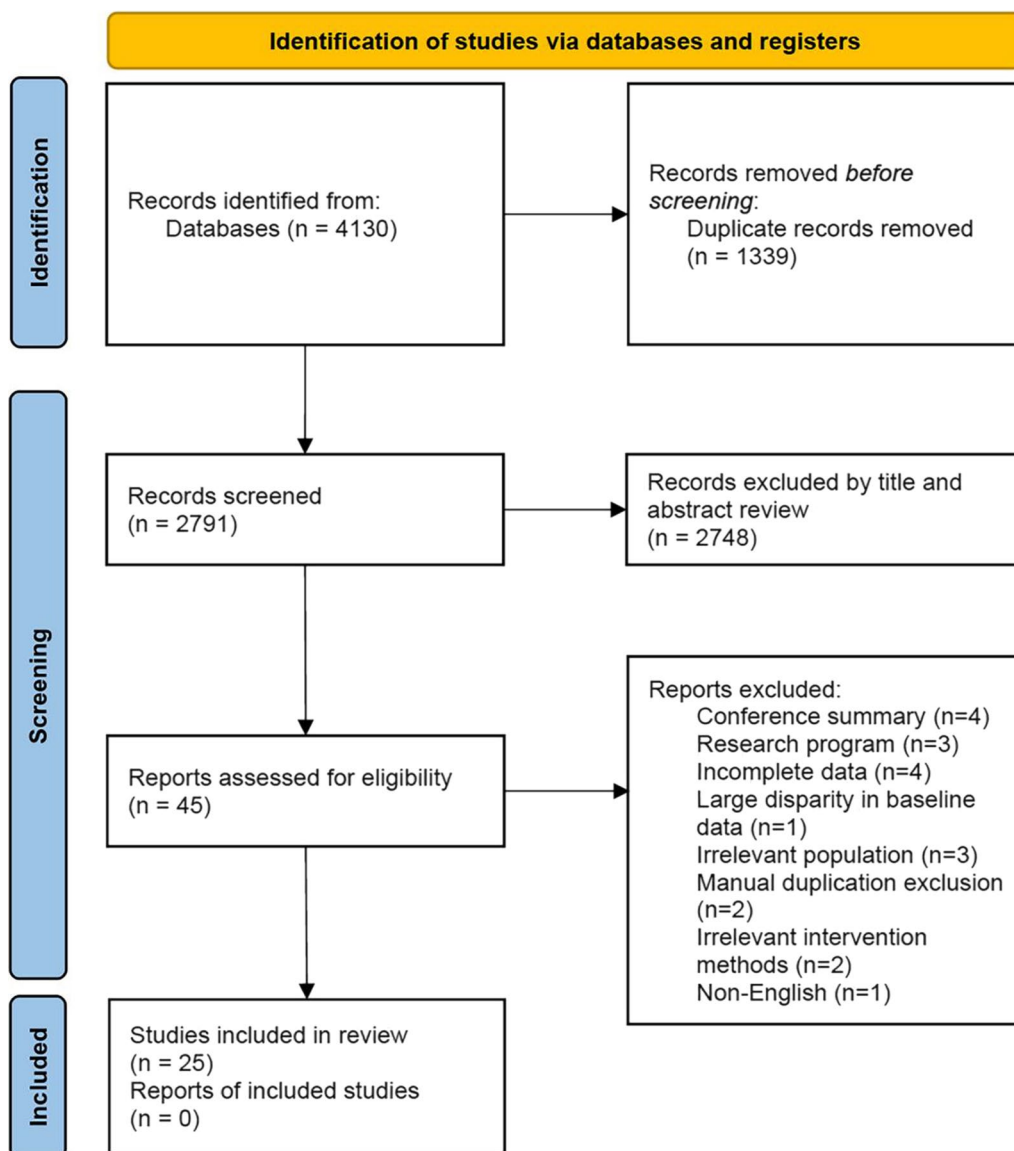 Identification of studies via databases and registers
Identification
Records identified from:
Databases (n = 4130)
Records removed before
screening:
Duplicate records removed
(n = 1339)
Screening
Records screened
(n = 2791)
Records excluded by title and
abstract review
(n = 2748)
Reports assessed for eligibility
(n = 45)
Reports excluded:
Conference summary (n=4)
Research program (n=3)
Incomplete data (n=4)
Large disparity in baseline
data (n=1)
Irrelevant population (n=3)
Manual duplication exclusion
(n=2)
Irrelevant intervention
methods (n=2)
Non-English (n=1)
Included
Studies included in review
(n = 25)
Reports of included studies
(n = 0)